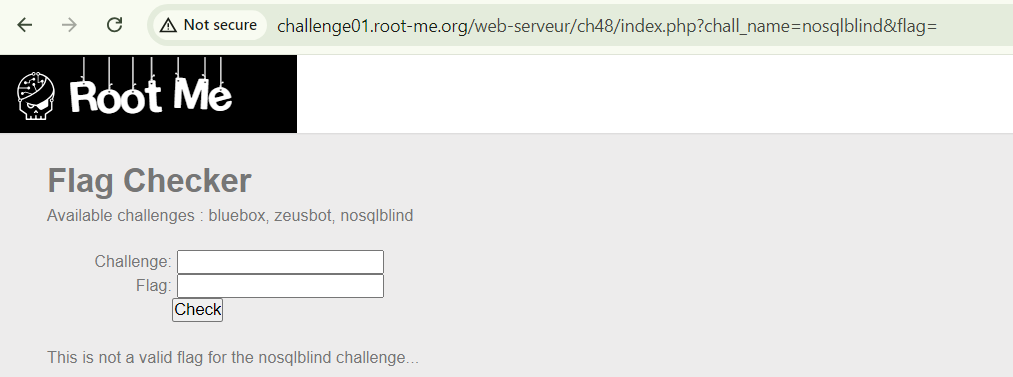 Not secure challenge01.root-me.org/web-serveur/ch48/index.php?chall_name=nosqlblind&flag=
Root Me
Flag Checker
Available challenges : bluebox, zeusbot, nosqlblind
Challenge:
Flag:
Check
This is not a valid flag for the nosqlblind challenge...